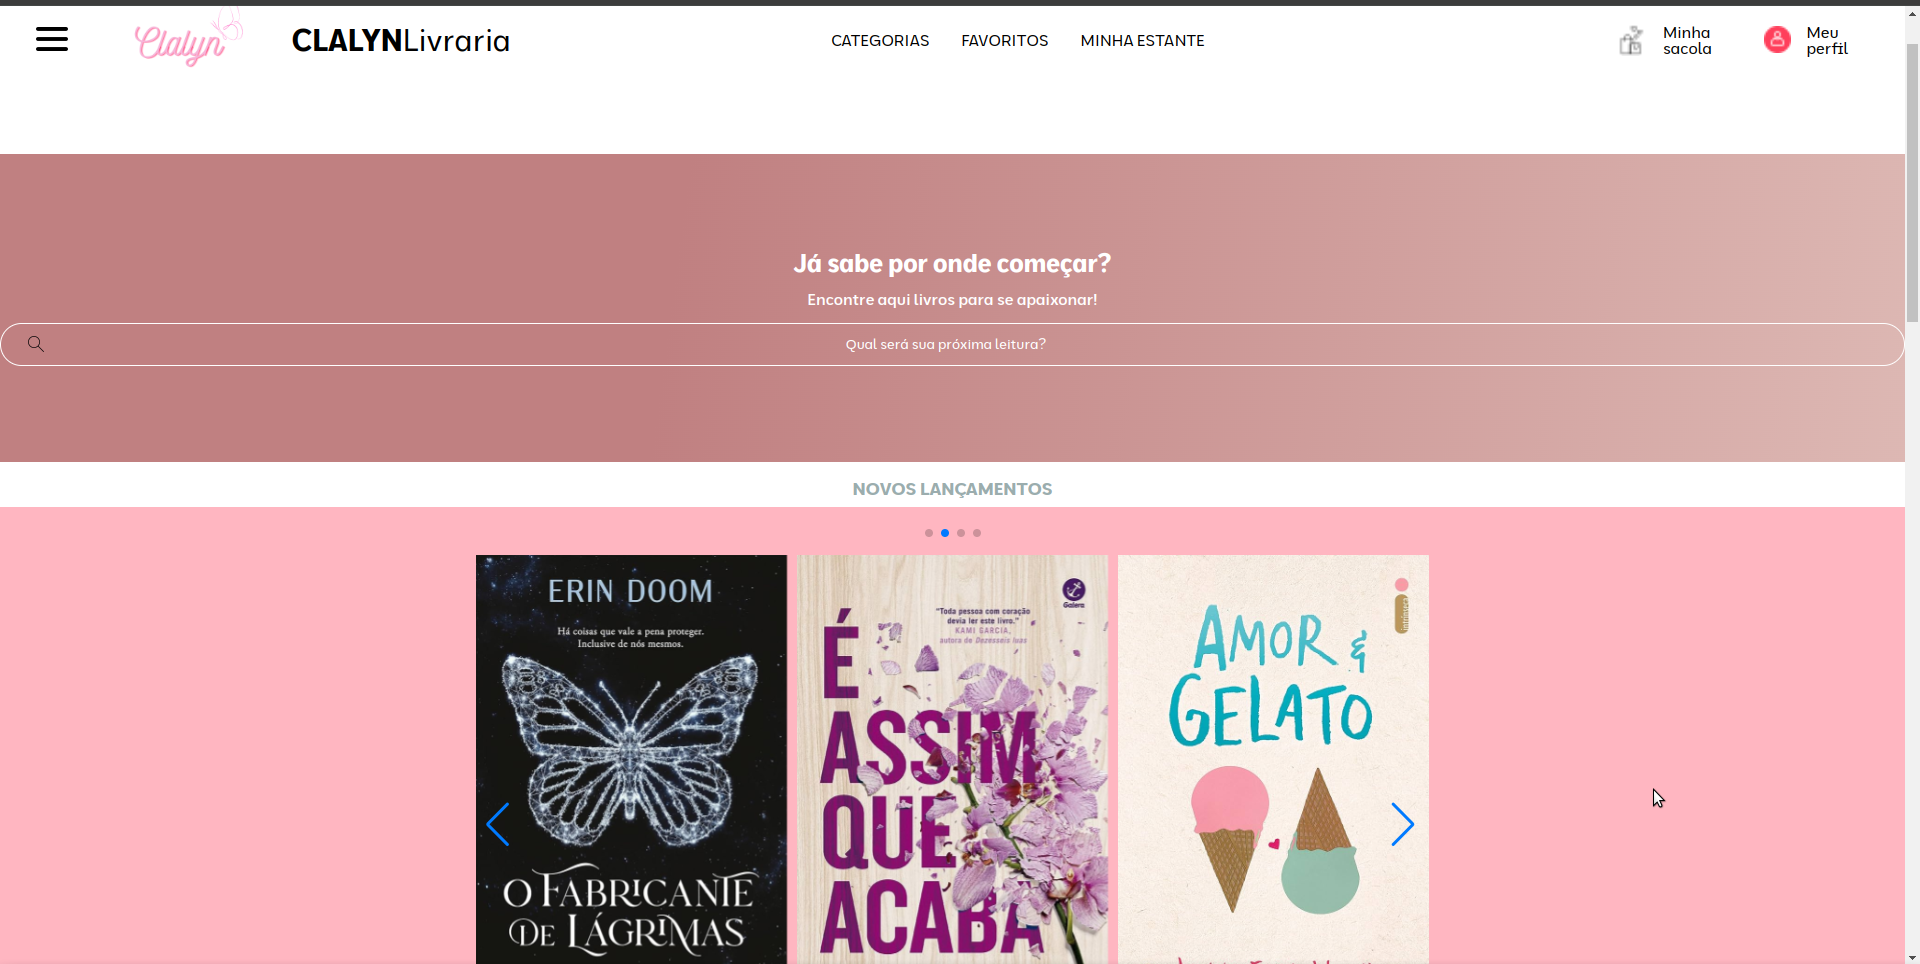 Clalyn
CLALYNLivraria
CATEGORIAS
FAVORITOS
MINHA ESTANTE
Minha
sacola
Meu
perfil
Já sabe por onde começar?
Encontre aqui livros para se apaixonar!
Qual será sua próxima leitura?
NOVOS LANÇAMENTOS
ERIN DOOM
Há coisas que vale a pena proteger.
Inclusive de nós mesmos.
O FABRICANTE
DE LÁGRIMAS
Galera
"Toda pessoa com coração
devia ler este livro."
KAMI GARCIA,
autora de Dezesseis luas
É
ASSIM
QUE
ACABA
intrínseca
AMOR &
GELATO